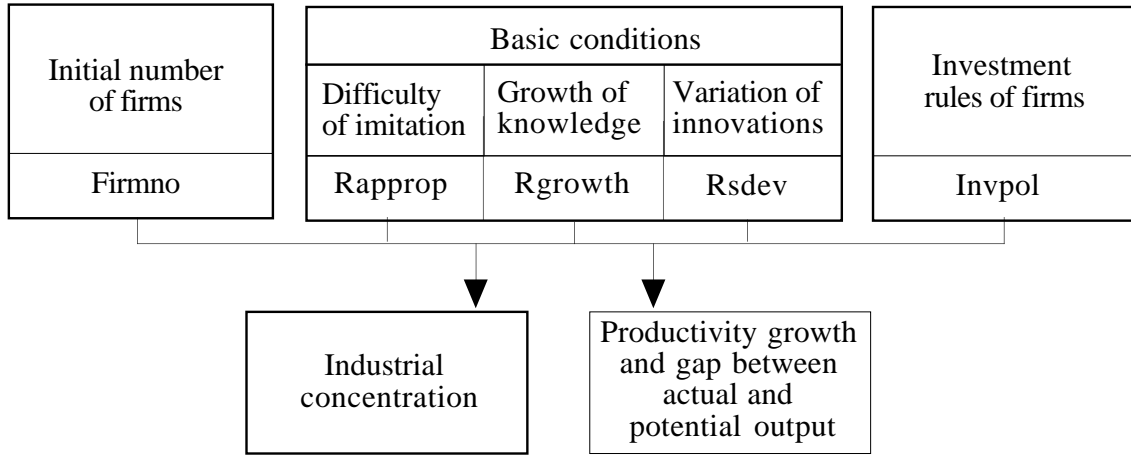 Initial number
of firms
Firmno
Basic conditions
Difficulty
of imitation
Growth of
knowledge
Variation of
innovations
Rapprop
Rgrowth
Rsdev
Investment
rules of firms
Invpol
Industrial
concentration
Productivity growth
and gap between
actual and
potential output